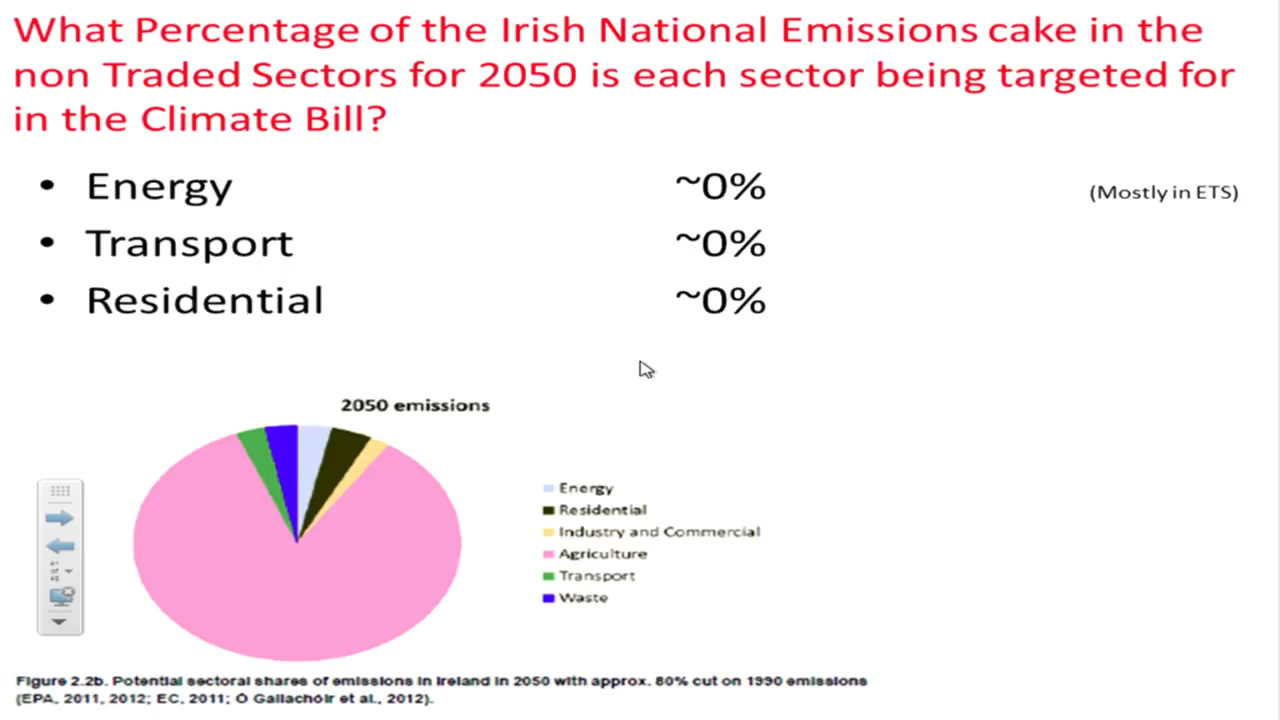 What Percentage of the Irish National Emissions cake in the
non Traded Sectors for 2050 is each sector being targeted for
in the Climate Bill?
• Energy ~0% (Mostly in ETS)
• Transport ~0%
• Residential ~0%
2050 emissions
Energy
Residential
Industry and Commercial
Agriculture
Transport
Waste
Figure 2.2b. Potential sectoral shares of emissions in Ireland in 2050 with approx. 80% cut on 1990 emissions
(EPA, 2011, 2012; EC, 2011; Ó Gallachóir et al., 2012).